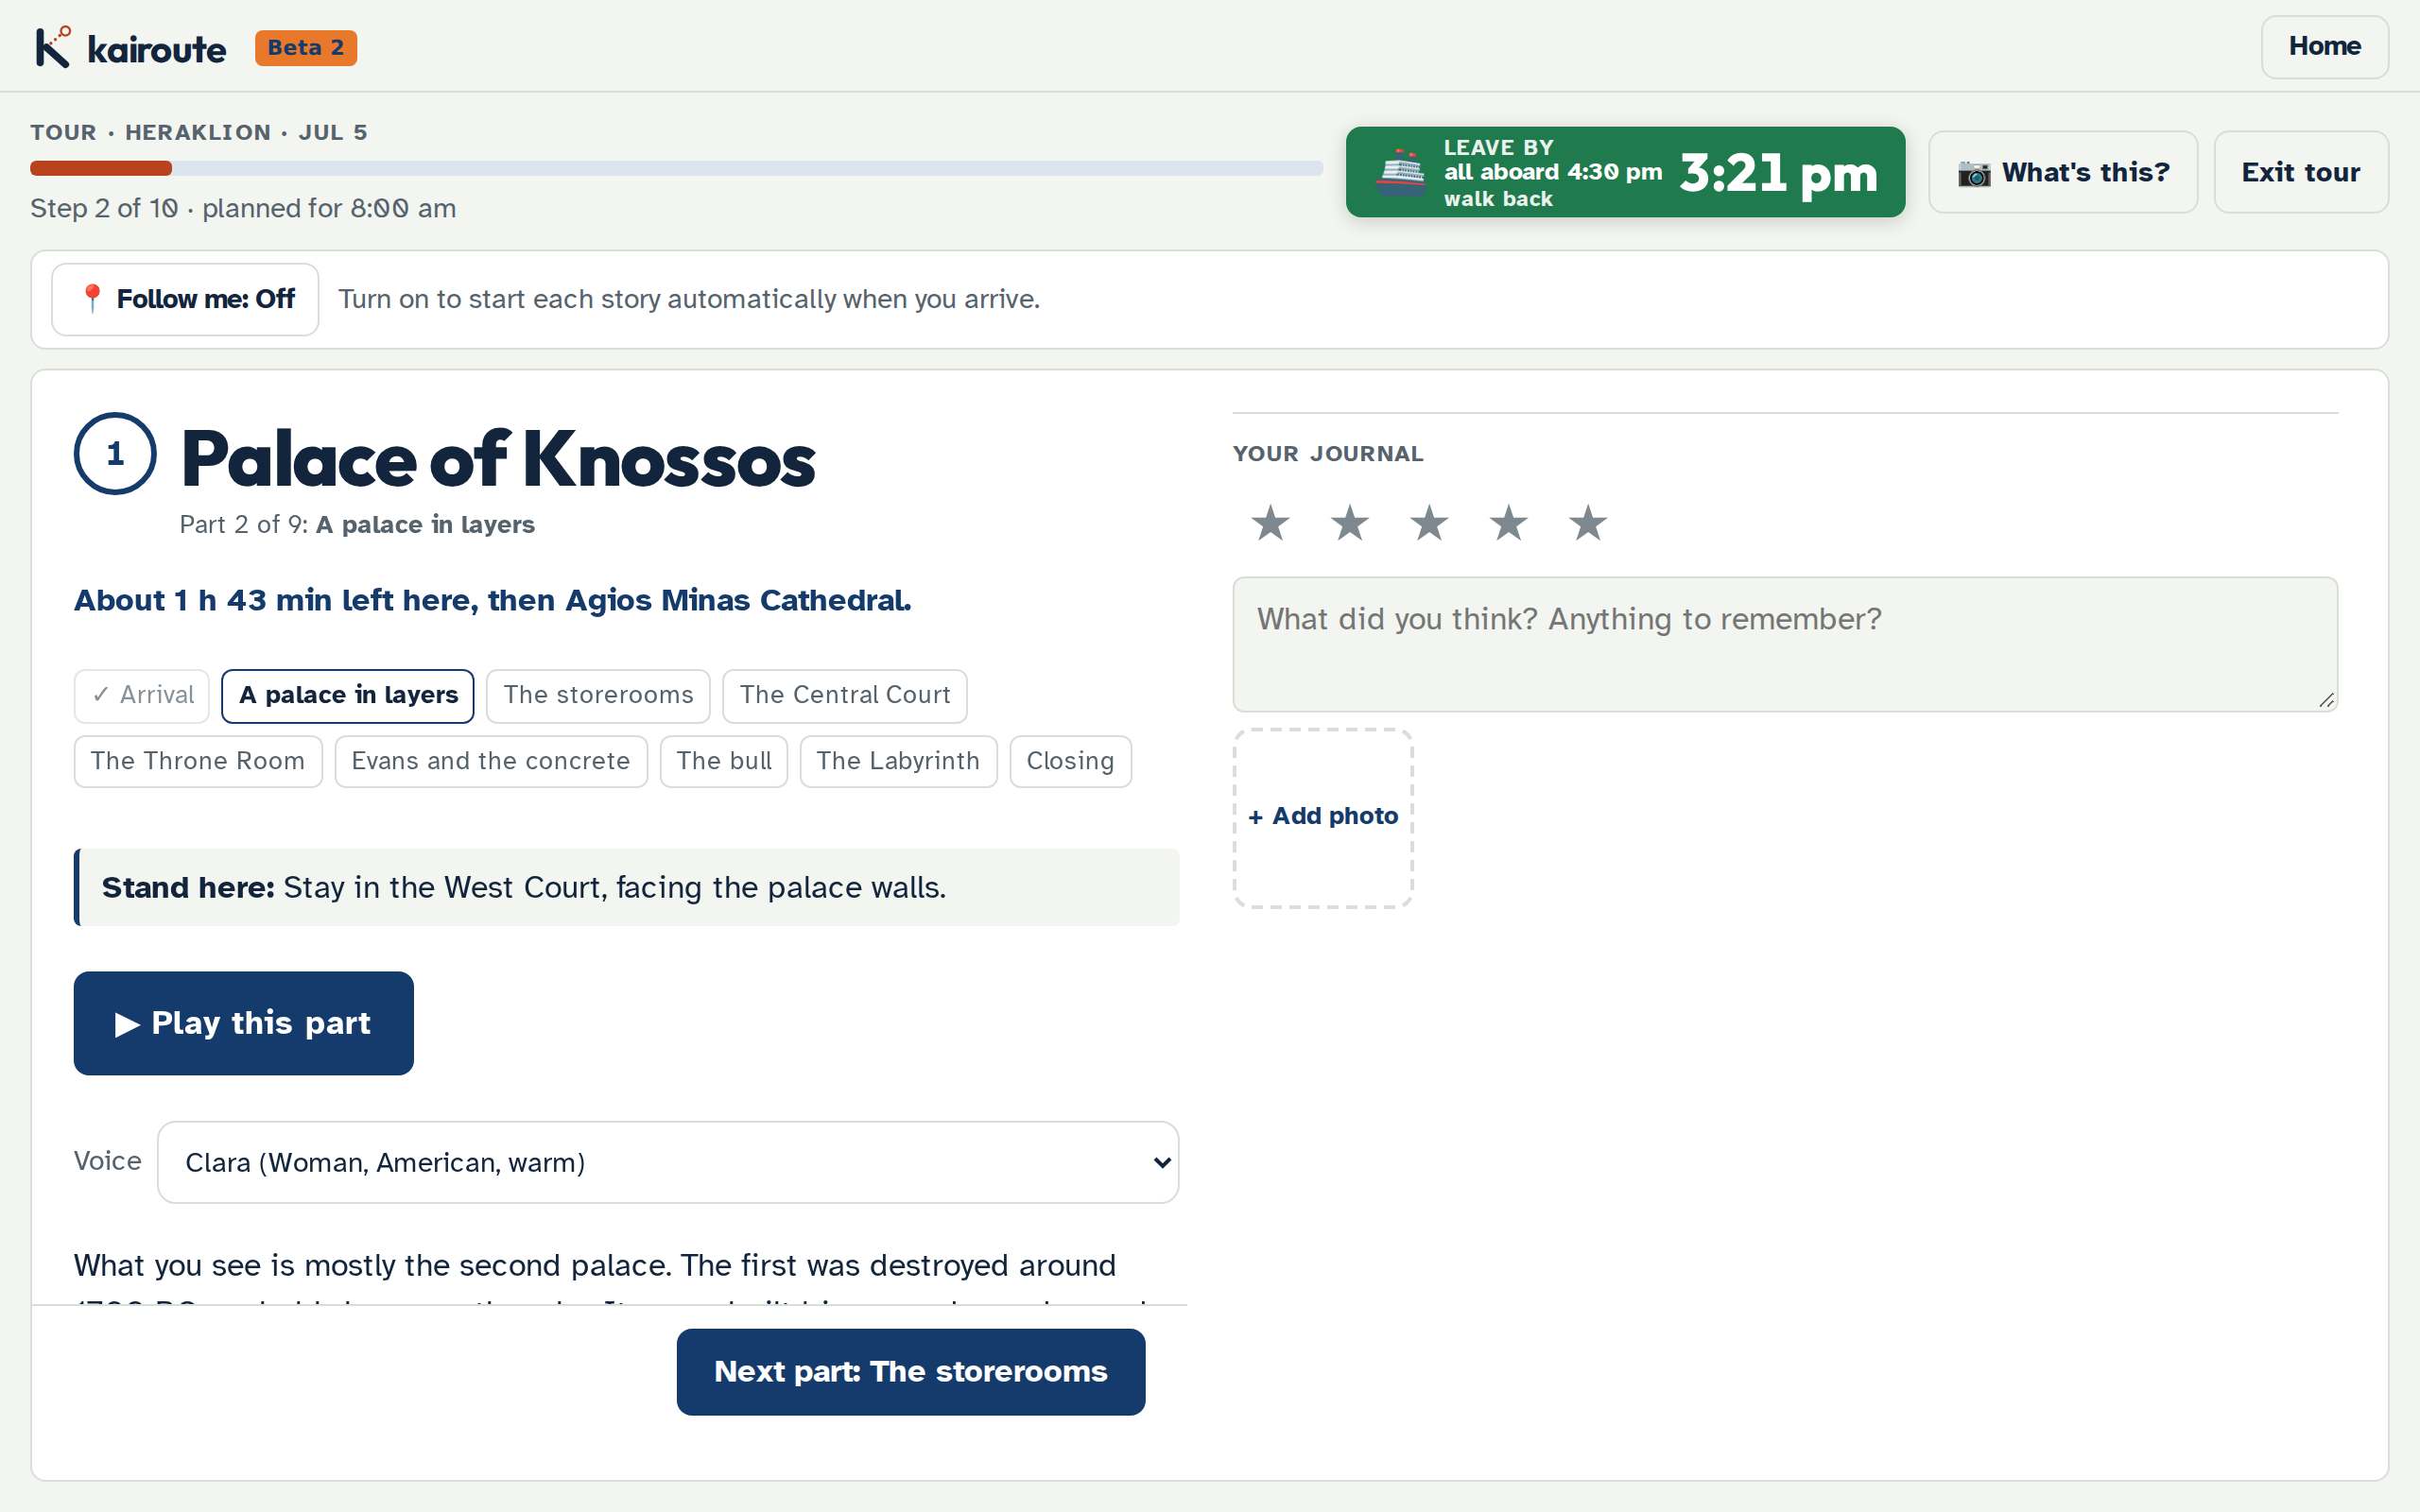 kairoute
Beta 2
Home
TOUR · HERAKLION · JUL 5
Step 2 of 10 · planned for 8:00 am
LEAVE BY
all aboard 4:30 pm
walk back
3:21 pm
What's this?
Exit tour
Follow me: Off
Turn on to start each story automatically when you arrive.
1
Palace of Knossos
Part 2 of 9: A palace in layers
About 1 h 43 min left here, then Agios Minas Cathedral.
✓ Arrival
A palace in layers
The storerooms
The Central Court
The Throne Room
Evans and the concrete
The bull
The Labyrinth
Closing
Stand here: Stay in the West Court, facing the palace walls.
▶ Play this part
Voice
Clara (Woman, American, warm)
What you see is mostly the second palace. The first was destroyed around
Next part: The storerooms
YOUR JOURNAL
★ ★ ★ ★ ★
What did you think? Anything to remember?
+ Add photo